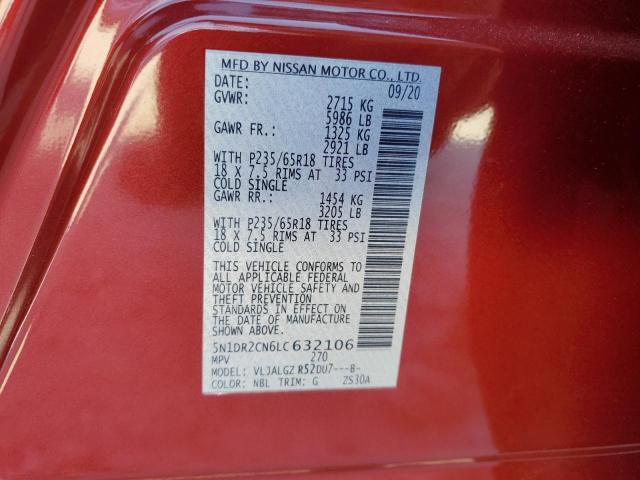 MFD BY NISSAN MOTOR CO., LTD.
DATE: 09/20
GVWR: 2715 KG
5986 LB
GAWR FR.: 1325 KG
2921 LB
WITH P235/65R18 TIRES
18 X 7.5 RIMS AT 33 PSI
COLD SINGLE
GAWR RR.: 1454 KG
3205 LB
WITH P235/65R18 TIRES
18 X 7.5 RIMS AT 33 PSI
COLD SINGLE
THIS VEHICLE CONFORMS TO
ALL APPLICABLE FEDERAL
MOTOR VEHICLE SAFETY AND
THEFT PREVENTION
STANDARDS IN EFFECT ON
THE DATE OF MANUFACTURE
SHOWN ABOVE.
5N1DR2CN6LC632106
MPV 270
MODEL: VLJALGZ R52DU7---B-
COLOR: NBL TRIM: G ZS30A